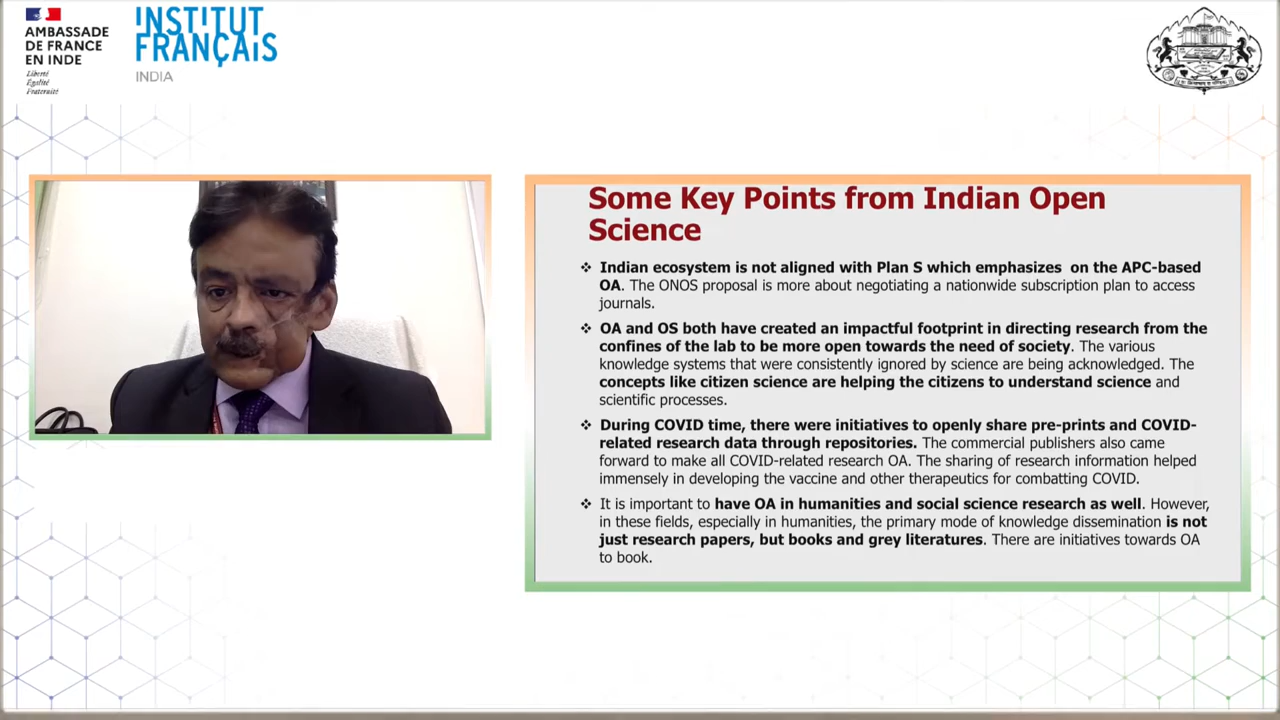 AMBASSADE
DE FRANCE
EN INDE
Liberté
Égalité
Fraternité
INSTITUT
FRANÇAIS
INDIA
Some Key Points from Indian Open
Science
❖ Indian ecosystem is not aligned with Plan S which emphasizes on the APC-based
OA. The ONOS proposal is more about negotiating a nationwide subscription plan to access
journals.
❖ OA and OS both have created an impactful footprint in directing research from the
confines of the lab to be more open towards the need of society. The various
knowledge systems that were consistently ignored by science are being acknowledged. The
concepts like citizen science are helping the citizens to understand science and
scientific processes.
❖ During COVID time, there were initiatives to openly share pre-prints and COVID-
related research data through repositories. The commercial publishers also came
forward to make all COVID-related research OA. The sharing of research information helped
immensely in developing the vaccine and other therapeutics for combatting COVID.
❖ It is important to have OA in humanities and social science research as well. However,
in these fields, especially in humanities, the primary mode of knowledge dissemination is not
just research papers, but books and grey literatures. There are initiatives towards OA
to book.